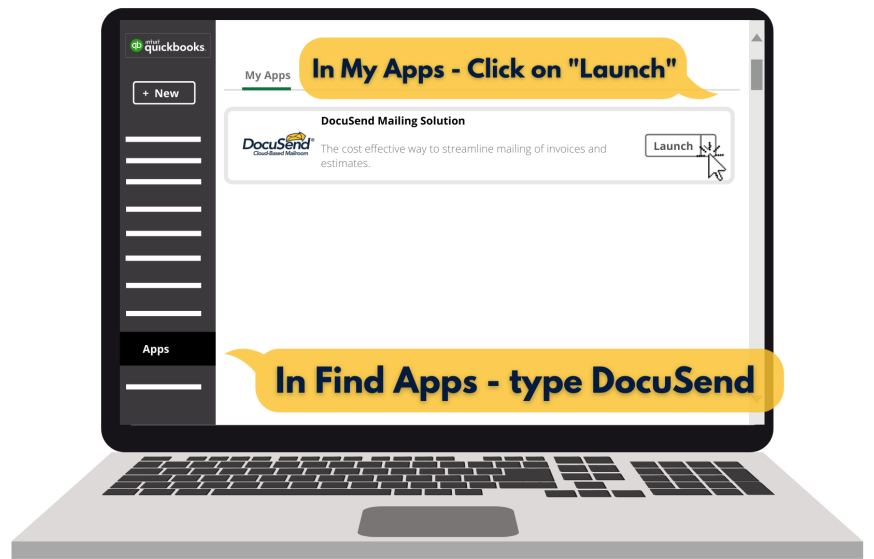 intuit
qb quickbooks.
+ New
My Apps
In My Apps - Click on "Launch"
DocuSend Mailing Solution
DocuSend®
Cloud-Based Mailroom
The cost effective way to streamline mailing of invoices and
estimates.
Launch
Apps
In Find Apps - type DocuSend